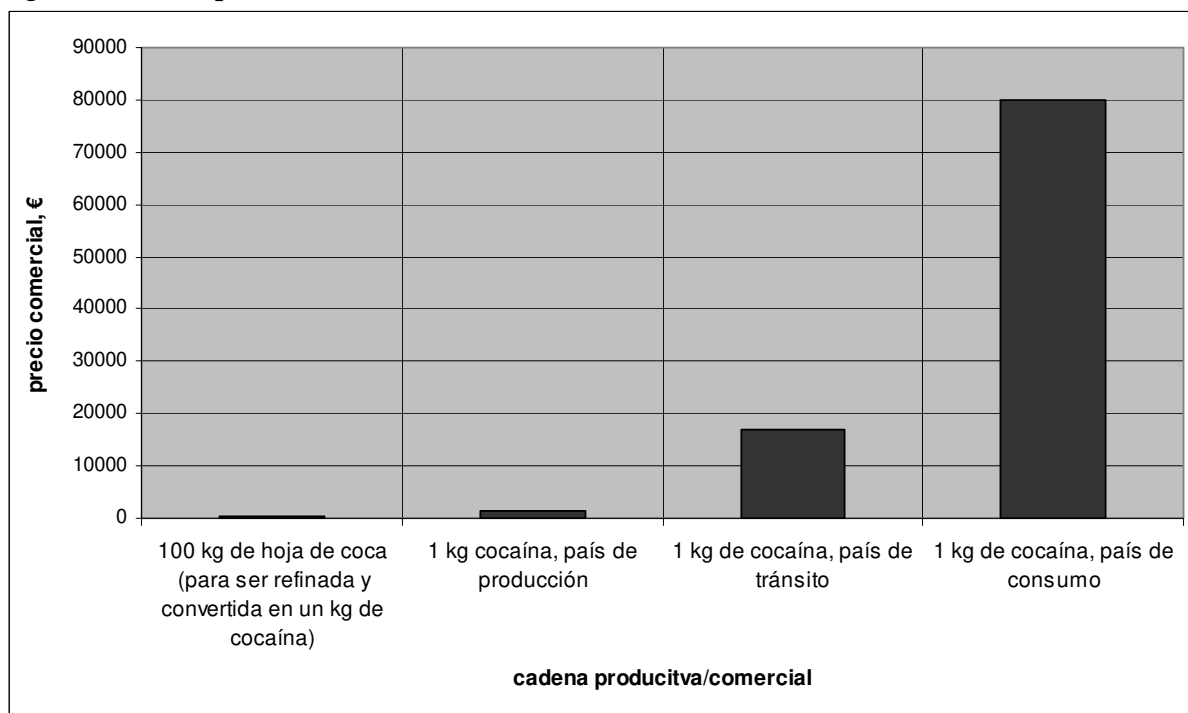 90000
80000
70000
60000
50000
40000
30000
20000
10000
0
precio comercial, €
100 kg de hoja de coca
(para ser refinada y
convertida en un kg de
cocaína)
1 kg cocaína, país de
producción
1 kg de cocaína, país de
tránsito
1 kg de cocaína, país de
consumo
cadena producitva/comercial